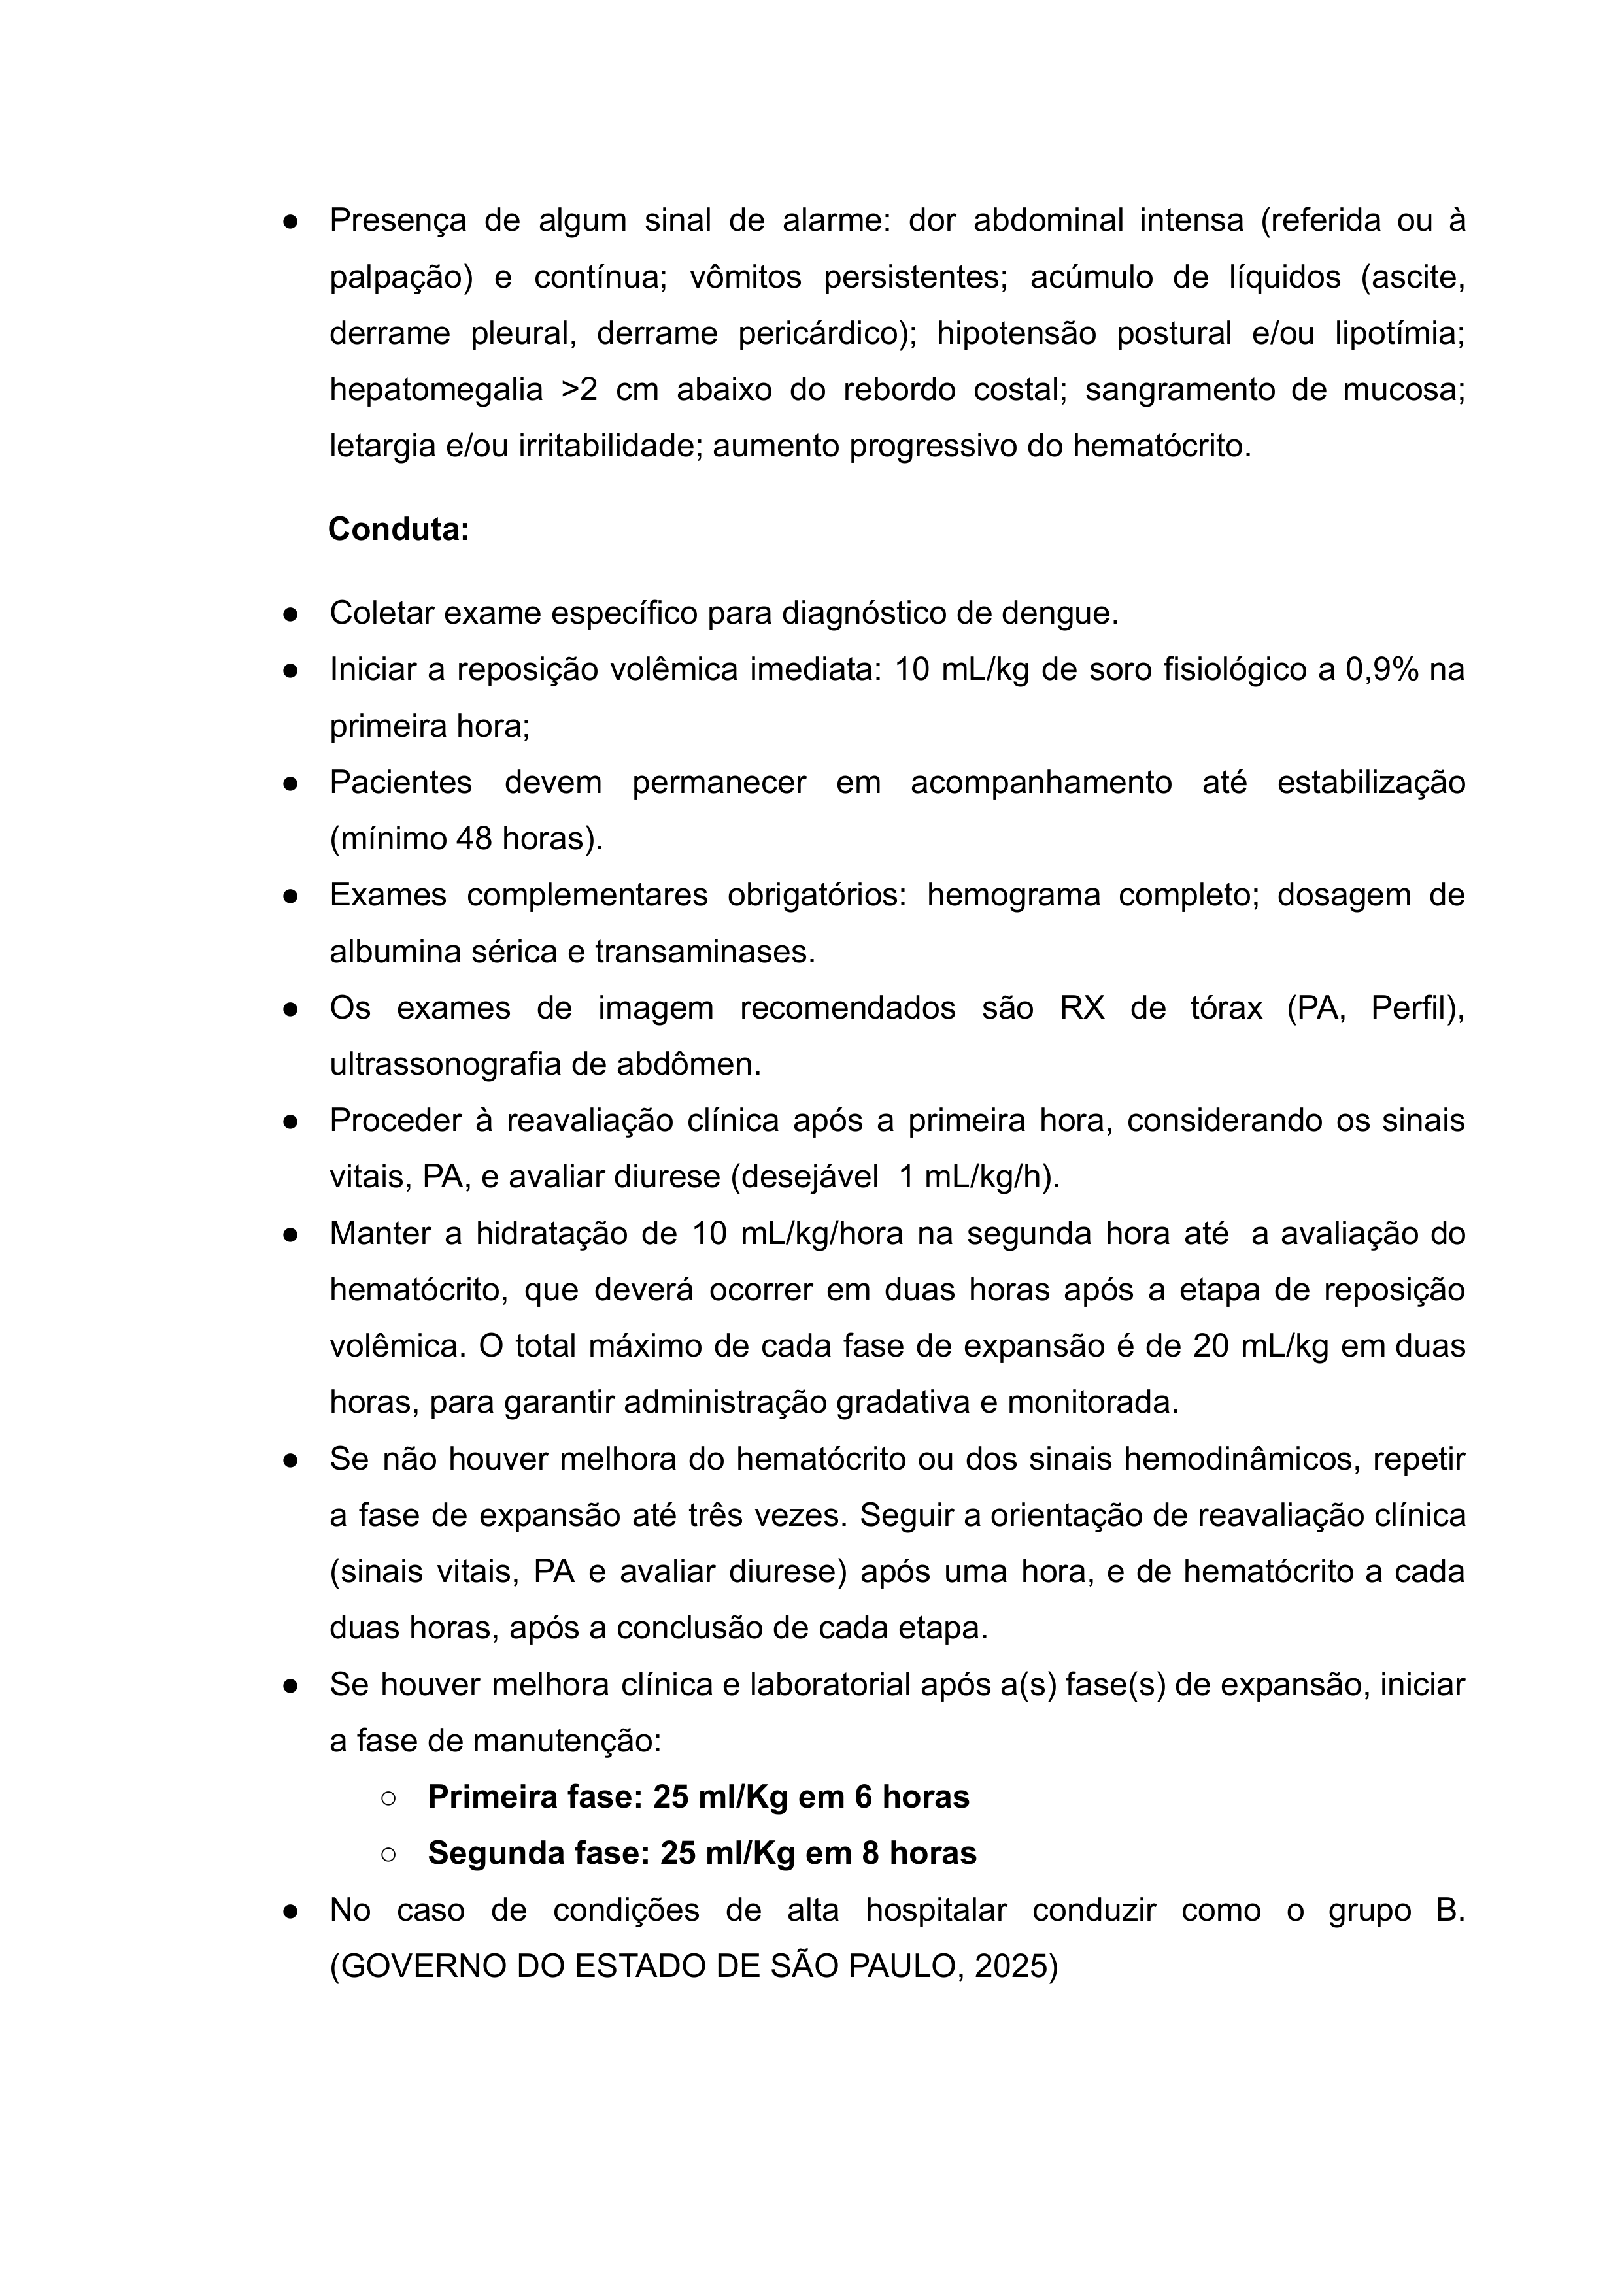 ● Presença de algum sinal de alarme: dor abdominal intensa (referida ou à
palpação) e contínua; vômitos persistentes; acúmulo de líquidos (ascite,
derrame pleural, derrame pericárdico); hipotensão postural e/ou lipotímia;
hepatomegalia >2 cm abaixo do rebordo costal; sangramento de mucosa;
letargia e/ou irritabilidade; aumento progressivo do hematócrito.
Conduta:
● Coletar exame específico para diagnóstico de dengue.
● Iniciar a reposição volêmica imediata: 10 mL/kg de soro fisiológico a 0,9% na
primeira hora;
● Pacientes devem permanecer em acompanhamento até estabilização
(mínimo 48 horas).
● Exames complementares obrigatórios: hemograma completo; dosagem de
albumina sérica e transaminases.
● Os exames de imagem recomendados são RX de tórax (PA, Perfil),
ultrassonografia de abdômen.
● Proceder à reavaliação clínica após a primeira hora, considerando os sinais
vitais, PA, e avaliar diurese (desejável  1 mL/kg/h).
● Manter a hidratação de 10 mL/kg/hora na segunda hora até  a avaliação do
hematócrito, que deverá ocorrer em duas horas após a etapa de reposição
volêmica. O total máximo de cada fase de expansão é de 20 mL/kg em duas
horas, para garantir administração gradativa e monitorada.
● Se não houver melhora do hematócrito ou dos sinais hemodinâmicos, repetir
a fase de expansão até três vezes. Seguir a orientação de reavaliação clínica
(sinais vitais, PA e avaliar diurese) após uma hora, e de hematócrito a cada
duas horas, após a conclusão de cada etapa.
● Se houver melhora clínica e laboratorial após a(s) fase(s) de expansão, iniciar
a fase de manutenção:
○ Primeira fase: 25 ml/Kg em 6 horas
○ Segunda fase: 25 ml/Kg em 8 horas
● No caso de condições de alta hospitalar conduzir como o grupo B.
(GOVERNO DO ESTADO DE SÃO PAULO, 2025)